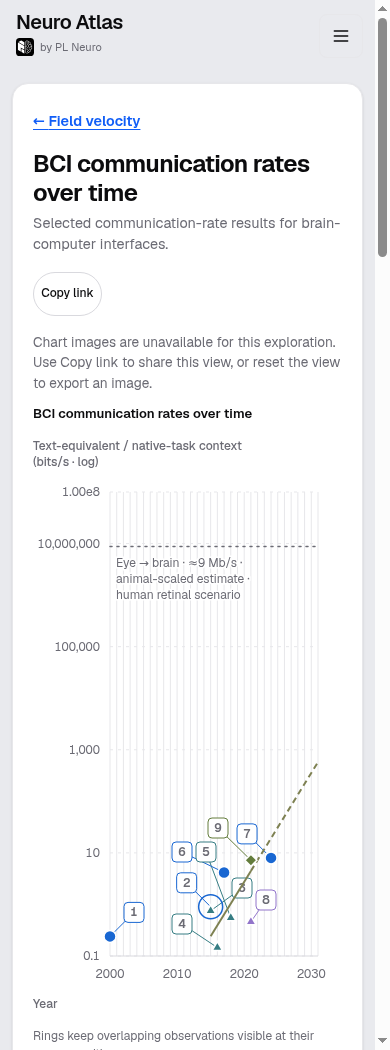 Neuro Atlas
by PL Neuro
← Field velocity
BCI communication rates
over time
Selected communication-rate results for brain-
computer interfaces.
Copy link
Chart images are unavailable for this exploration.
Use Copy link to share this view, or reset the view
to export an image.
BCI communication rates over time
Text-equivalent / native-task context
(bits/s · log)
1.00e8
10,000,000
Eye → brain · ≈9 Mb/s ·
animal-scaled estimate ·
human retinal scenario
100,000
1,000
9
7
10
6
5
2
3
8
1
4
0.1
2000
2010
2020
2030
Year
Rings keep overlapping observations visible at their